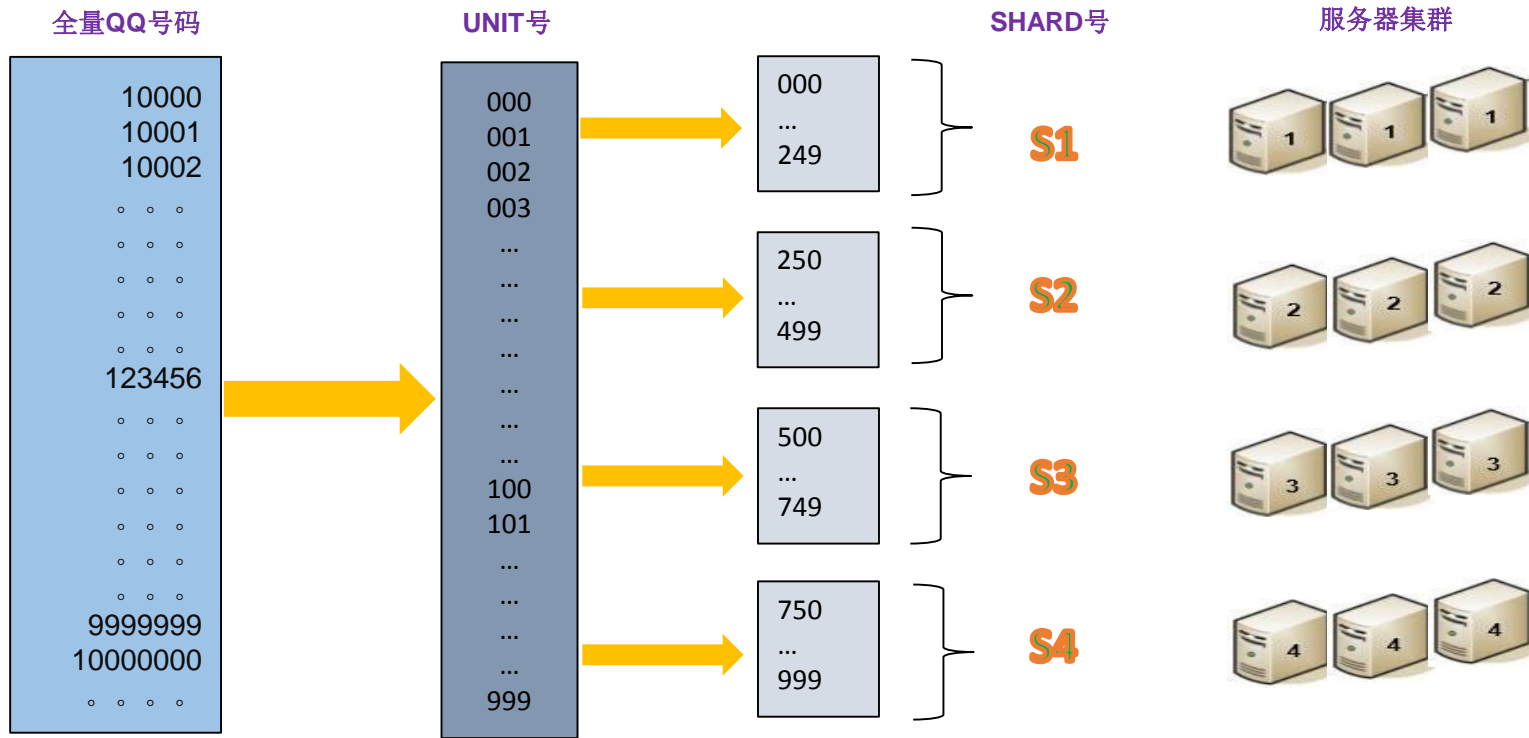 全量QQ号码
UNIT号
SHARD号
服务器集群
10000
10001
10002
。 。 。
。 。 。
。 。 。
。 。 。
。 。 。
123456
。 。 。
。 。 。
。 。 。
。 。 。
。 。 。
。 。 。
9999999
10000000
。 。 。 。
000
001
002
003
...
...
...
...
...
...
...
100
101
...
...
...
...
999
000
...
249
S1
1
1
1
250
...
499
S2
2
2
2
500
...
749
S3
3
3
3
750
...
999
S4
4
4
4